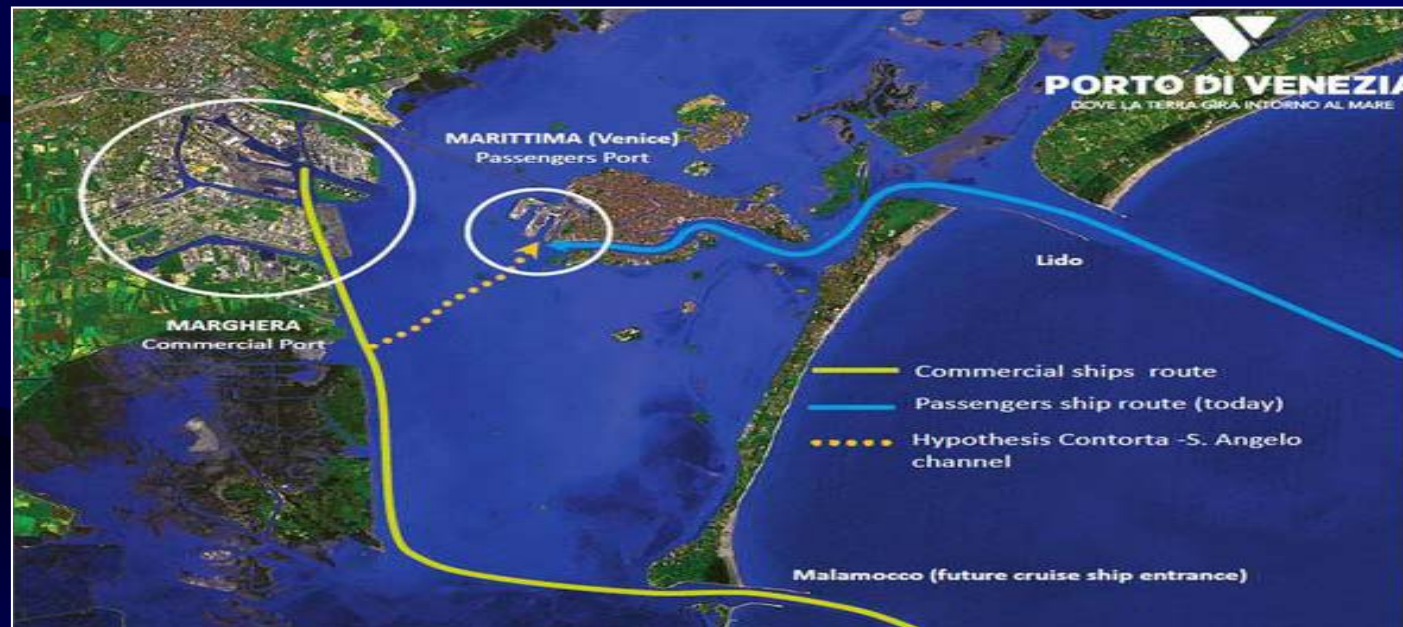 PORTO DI VENEZIA
DOVE LA TERRA GIRA INTORNO AL MARE
MARITTIMA (Venice)
Passengers Port
Lido
MARGHERA
Commercial Port
Commercial ships route
Passengers ship route (today)
Hypothesis Contorta -S. Angelo
channel
Malamocco (future cruise ship entrance)